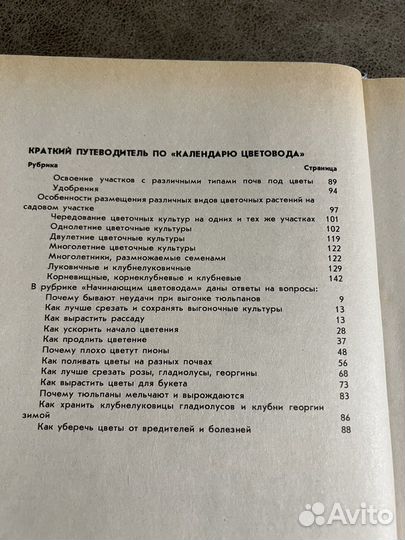 КРАТКИЙ ПУТЕВОДИТЕЛЬ ПО «КАЛЕНДАРЮ ЦВЕТОВОДА»
Рубрика Страница
Освоение участков с различными типами почв под цветы 89
Удобрения 94
Особенности размещения различных видов цветочных растений на
садовом участке 97
Чередование цветочных культур на одних и тех же участках 101
Однолетние цветочные культуры 102
Двулетние цветочные культуры 119
Многолетние цветочные культуры 122
Многолетники, размножаемые семенами 122
Луковичные и клубнелуковичные 129
Корневищные, корнеклубневые и клубневые 142
В рубрике «Начинающим цветоводам» даны ответы на вопросы:
Почему бывают неудачи при выгонке тюльпанов 9
Как лучше срезать и сохранять выгоночные культуры 13
Как вырастить рассаду 13
Как ускорить начало цветения 28
Как продлить цветение 37
Почему плохо цветут пионы 48
Как поливать цветы на разных почвах 56
Как лучше срезать розы, гладиолусы, георгины 68
Как вырастить цветы для букета 73
Почему тюльпаны мельчают и вырождаются 83
Как хранить клубнелуковицы гладиолусов и клубни георгин
зимой 86
Как уберечь цветы от вредителей и болезней 88
Avito